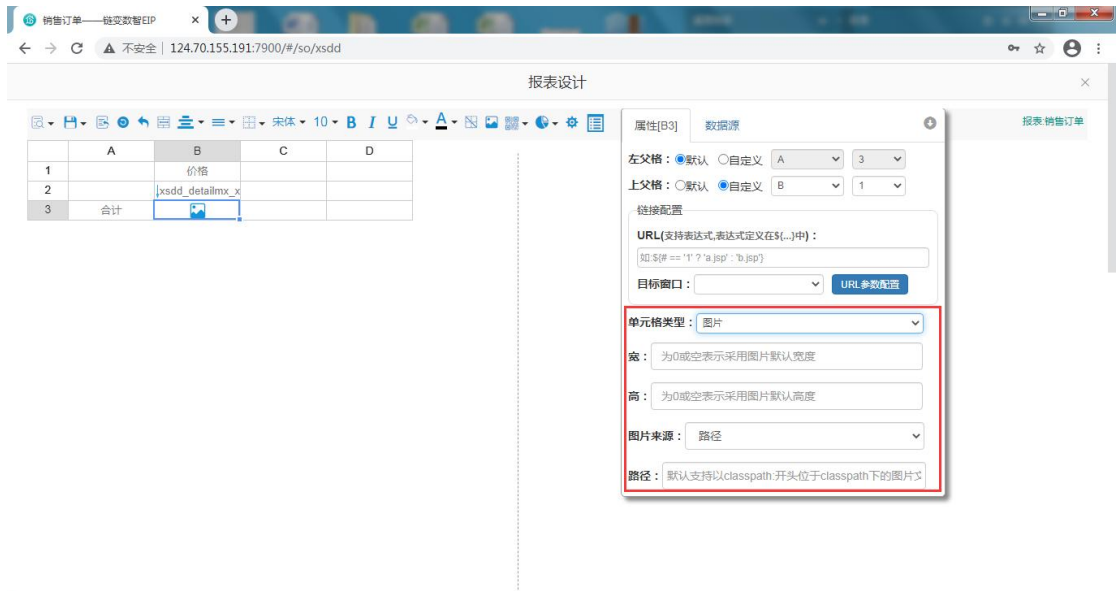 销售订单——链变数智EIP
不安全 | 124.70.155.191:7900/#/so/xsdd
报表设计
宋体 10 B I U A
报表:销售订单
属性[B3] 数据源
A B C D
1 价格
2 xsdd_detailmx_x
3 合计
左父格：默认 自定义 A 3
上父格：默认 自定义 B 1
链接配置
URL(支持表达式,表达式定义在${...}中)：
如:${# == '1' ? 'a.jsp' : 'b.jsp'}
目标窗口： URL参数配置
单元格类型：图片
宽：为0或空表示采用图片默认宽度
高：为0或空表示采用图片默认高度
图片来源：路径
路径：默认支持以classpath:开头位于classpath下的图片文